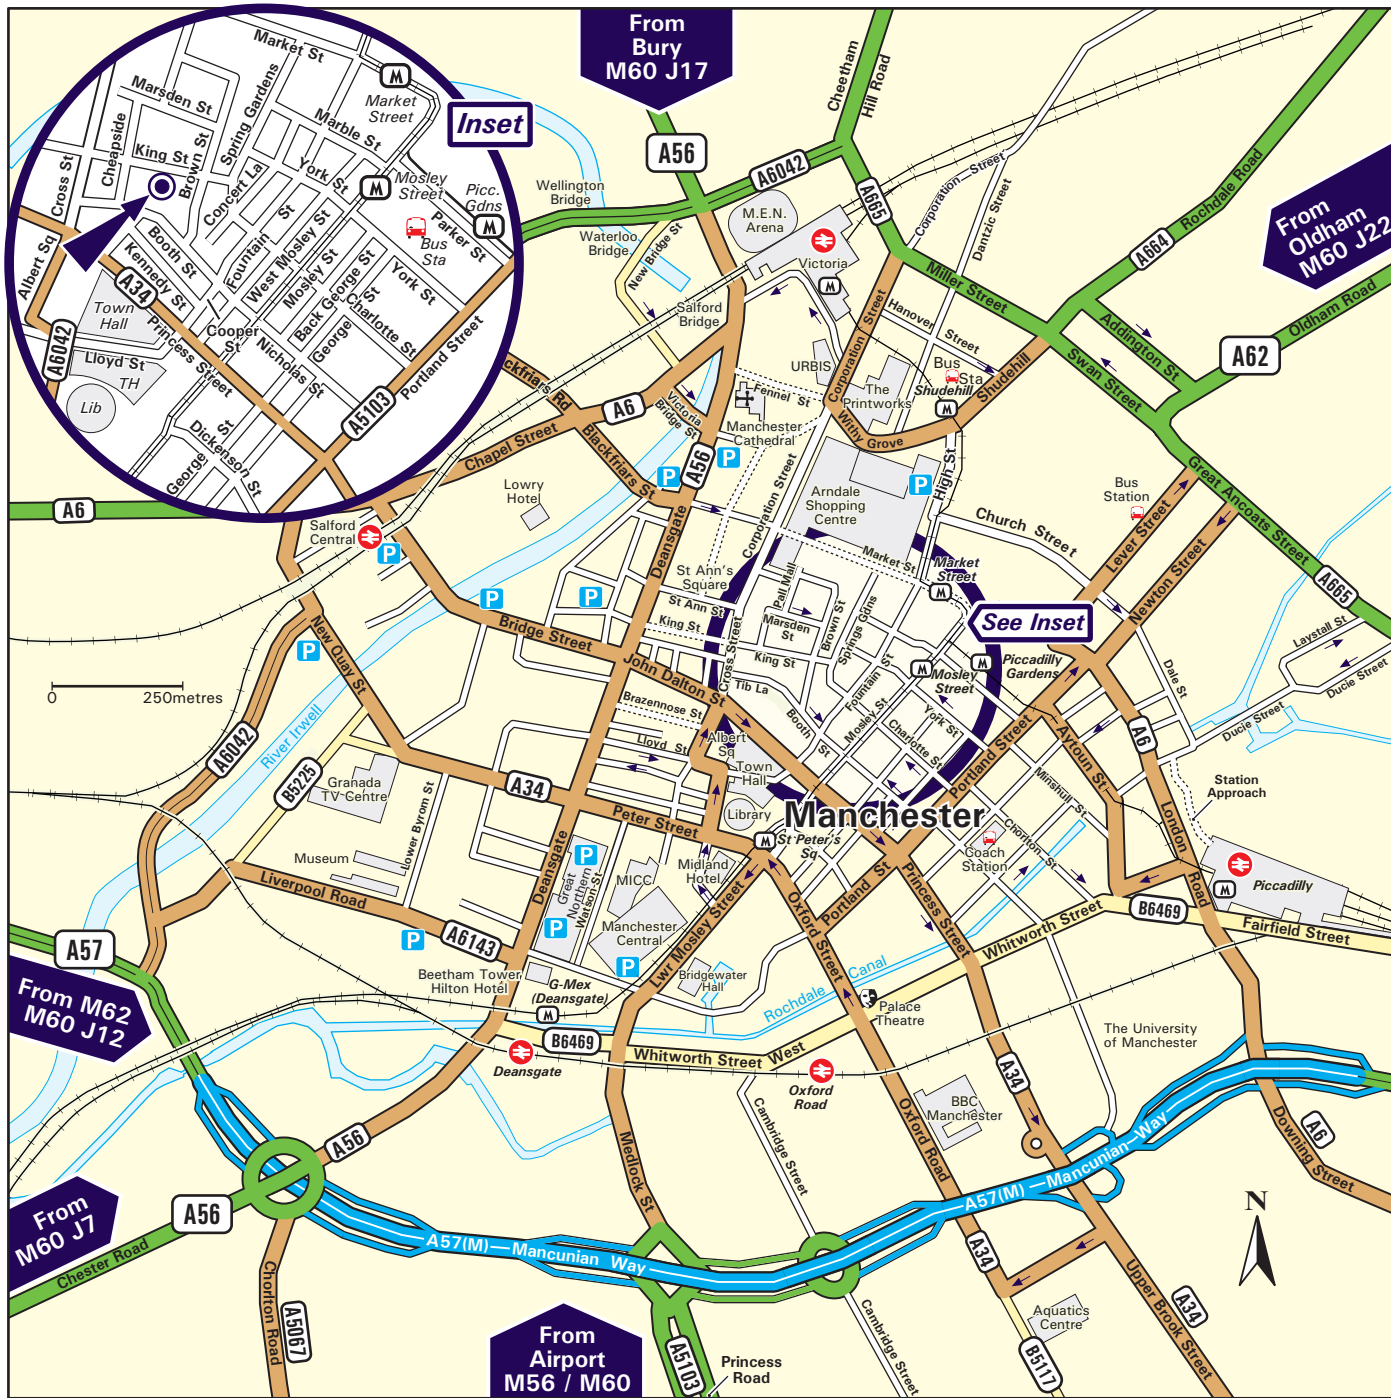 From
Bury
M60 J17
From
Oldham
M60 J22
From M62
M60 J12
From
M60 J7
From
Airport
M56 / M60
Inset
Market St
Market
Street
Marsden St
Spring Gardens
Marble St
Cheapside
King St
Brown St
Concert La
York St
Mosley
Street
Picc.
Gdns
Cross St
Bus
Sta
Parker St
Albert Sq
Booth St
Kennedy St
Fountain St
West Mosley St
Mosley St
Back George St
York St
Charlotte St
George St
A34
Town
Hall
Princess Street
Cooper
St
Nicholas St
A6042
Lloyd St
TH
Lib
Portland Street
A5103
Dickenson St
George St
A56
Cheetham
Hill Road
A6042
A665
Corporation Street
Dantzic Street
Rochdale Road
A664
Oldham Road
A62
Wellington
Bridge
Waterloo
Bridge
New Bridge St
M.E.N.
Arena
Victoria
Salford
Bridge
Miller Street
Hanover Street
Addington St
Swan Street
Corporation Street
URBIS
The
Printworks
Bus
Sta
Shudehill
Shudehill
Withy Grove
Fennel St
Manchester
Cathedral
Victoria
Bridge St
A6
Chapel Street
ckfriars Rd
Blackfriars St
A56
Lowry
Hotel
A6
Salford
Central
Corporation Street
Arndale
Shopping
Centre
High St
Church Street
Bus
Station
Great Ancoats Street
Lever Street
Newton Street
A665
Deansgate
St Ann's
Square
Market St
Market
Street
St Ann St
King St
Pall Mall
Marsden
St
Brown St
Springs Gdns
See Inset
Laystall St
Ducie Street
Ducie Street
Dale St
New Quay St
Bridge Street
John Dalton St
Cross Street
King St
Tib La
Mosley
Street
Piccadilly
Gardens
0
250metres
Brazennose St
Lloyd St
Albert
Sq
Booth St
Fountain St
Mosley St
York St
Charlotte St
Portland Street
Aytoun St
A6
River Irwell
A6042
B5225
Granada
TV Centre
A34
Peter Street
Town
Hall
Library
Manchester
St Peter's
Sq
Minshull St
Chorlton St
Coach
Station
London Road
Station
Approach
Piccadilly
Museum
Lower Byrom St
Liverpool Road
Deansgate
Great
Northern
Watson St
MICC
Midland
Hotel
Manchester
Central
Lwr Mosley Street
Oxford Street
Portland St
Princess Street
Whitworth Street
B6469
Fairfield Street
A57
A6143
Beetham Tower
Hilton Hotel
G-Mex
(Deansgate)
Bridgewater
Hall
Rochdale Canal
Palace
Theatre
The University
of Manchester
B6469
Deansgate
Whitworth Street West
Oxford
Road
A34
BBC
Manchester
Oxford Road
Cambridge Street
Medlock St
A56
A56
Chester Road
A57(M)—Mancunian Way
A57(M)—Mancunian—Way
Downing Street
A6
N
Chorlton Road
A5067
A5103
Princess
Road
Cambridge Street
A34
Aquatics
Centre
B5117
Upper Brook Street
A34
P
P
P
P
P
P
P
P
P
P
P
P
M
M
M
M
M
M
M
M
M
M
M